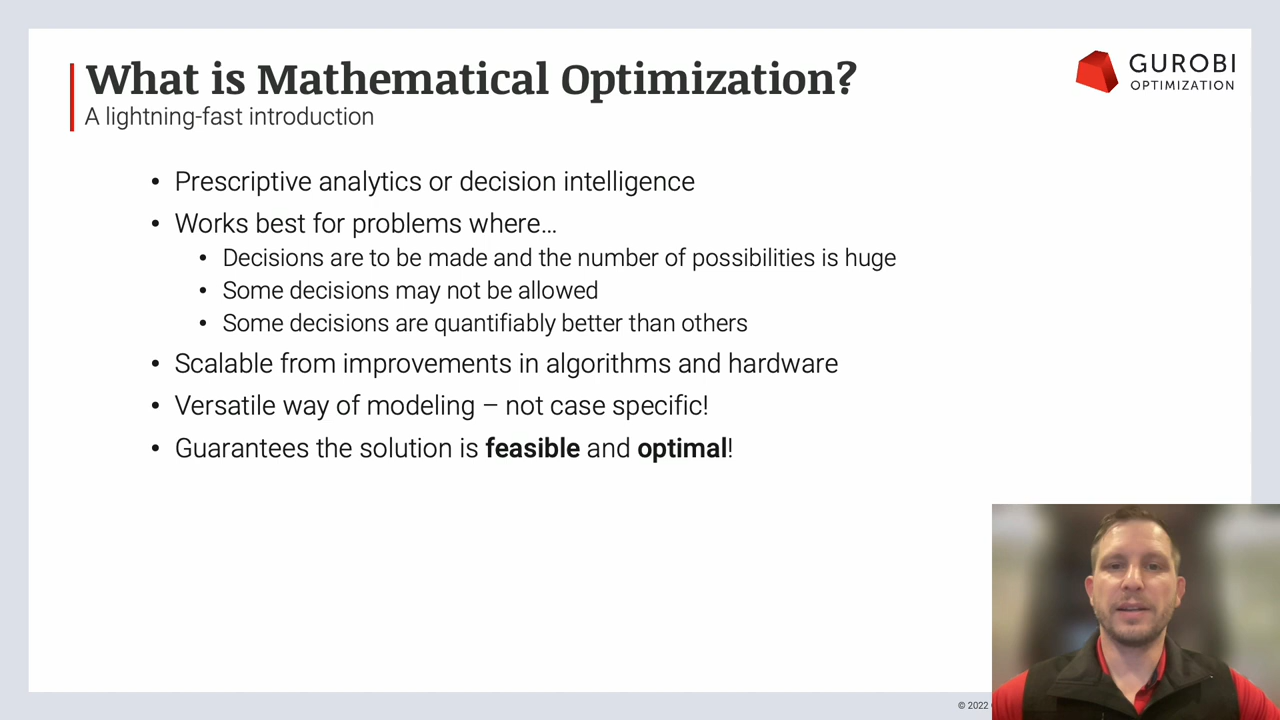 What is Mathematical Optimization?
A lightning-fast introduction
GUROBI
OPTIMIZATION
• Prescriptive analytics or decision intelligence
• Works best for problems where…
• Decisions are to be made and the number of possibilities is huge
• Some decisions may not be allowed
• Some decisions are quantifiably better than others
• Scalable from improvements in algorithms and hardware
• Versatile way of modeling – not case specific!
• Guarantees the solution is feasible and optimal!
© 2022